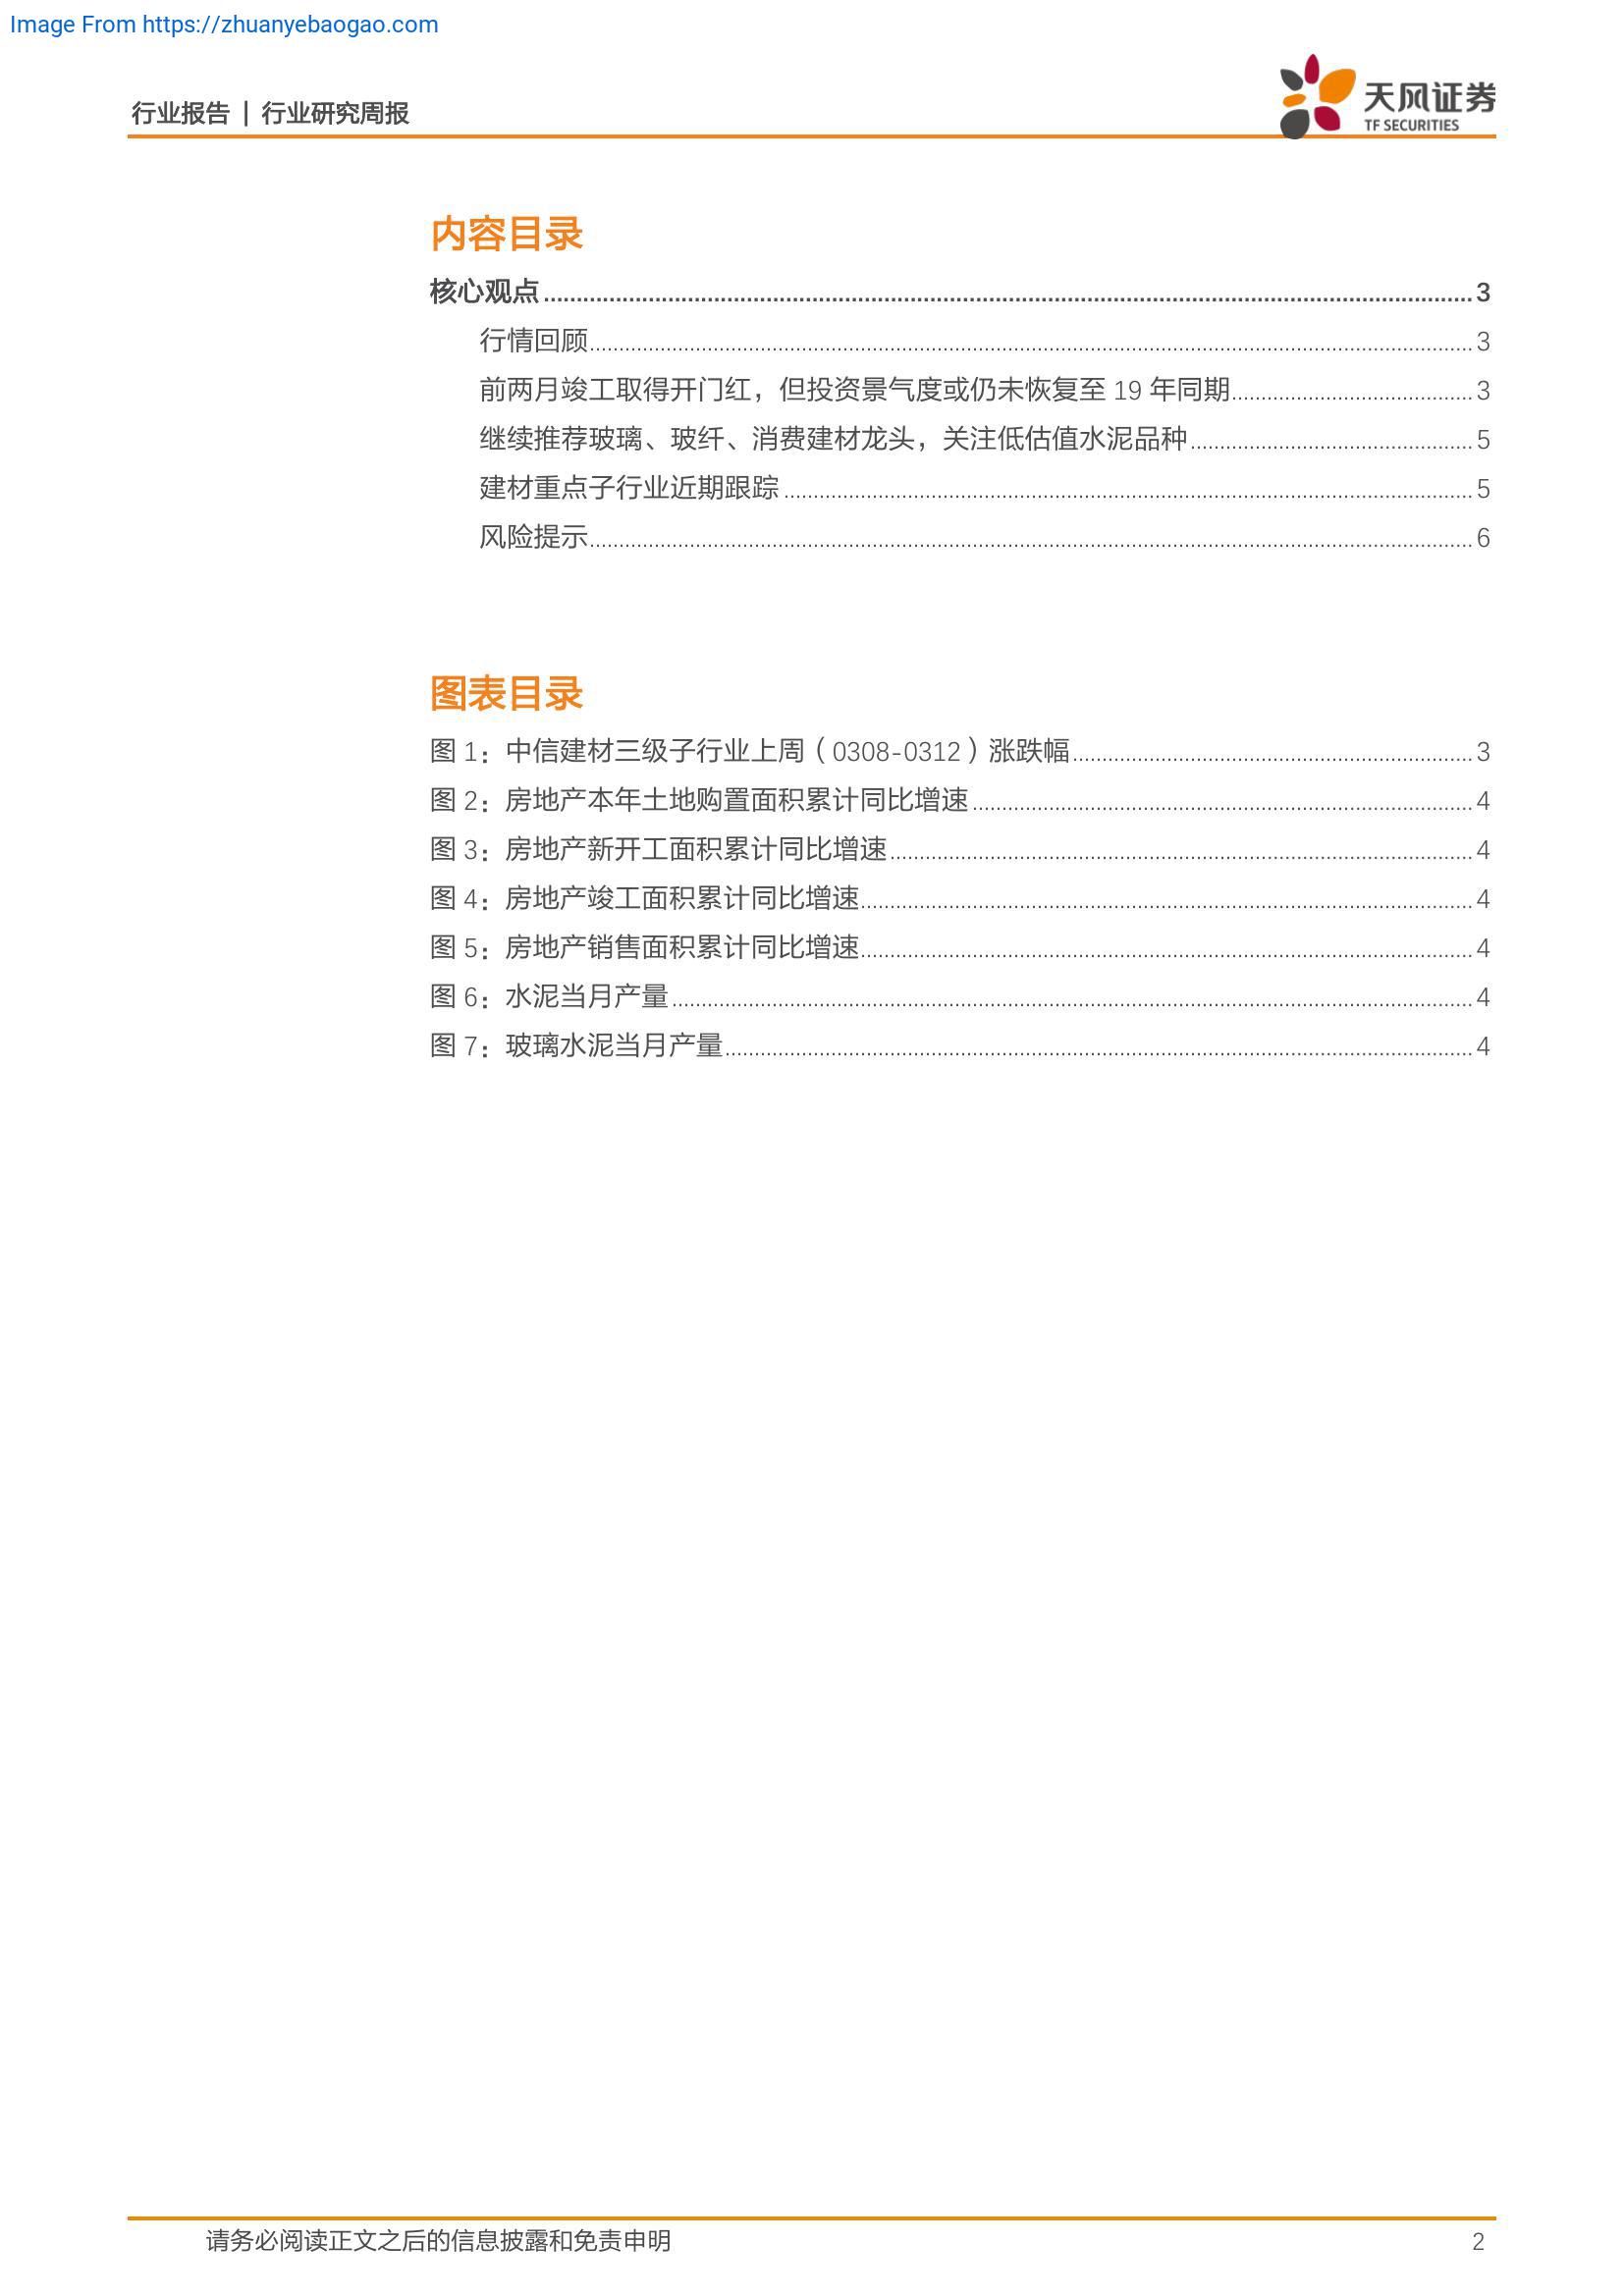 Image From https://zhuanyebaogao.com
行业报告 | 行业研究周报
天风证券
TF SECURITIES
内容目录
核心观点 3
行情回顾 3
前两月竣工取得开门红，但投资景气度或仍未恢复至 19 年同期 3
继续推荐玻璃、玻纤、消费建材龙头，关注低估值水泥品种 5
建材重点子行业近期跟踪 5
风险提示 6
图表目录
图 1：中信建材三级子行业上周（0308-0312）涨跌幅 3
图 2：房地产本年土地购置面积累计同比增速 4
图 3：房地产新开工面积累计同比增速 4
图 4：房地产竣工面积累计同比增速 4
图 5：房地产销售面积累计同比增速 4
图 6：水泥当月产量 4
图 7：玻璃水泥当月产量 4
请务必阅读正文之后的信息披露和免责申明 2